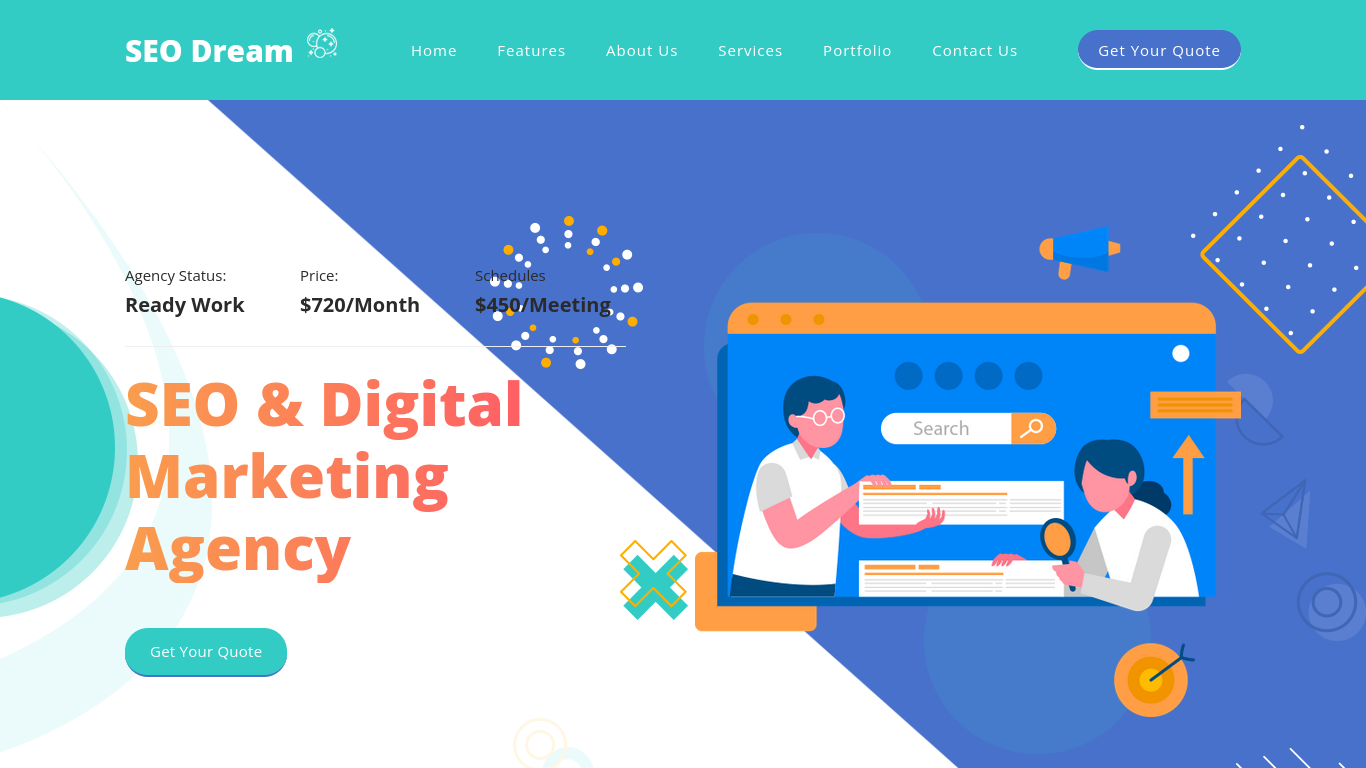 SEO Dream
Home Features About Us Services Portfolio Contact Us Get Your Quote
Agency Status: Price: Schedules
Ready Work $720/Month $450/Meeting
SEO & Digital
Marketing
Agency
Get Your Quote
Search